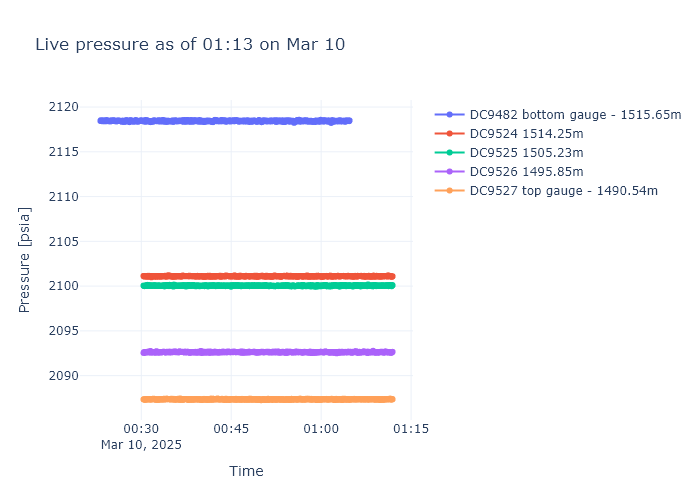 Live pressure as of 01:13 on Mar 10
DC9482 bottom gauge - 1515.65m
DC9524 1514.25m
DC9525 1505.23m
DC9526 1495.85m
DC9527 top gauge - 1490.54m
Pressure [psia]
2120
2115
2110
2105
2100
2095
2090
00:30
00:45
01:00
01:15
Mar 10, 2025
Time